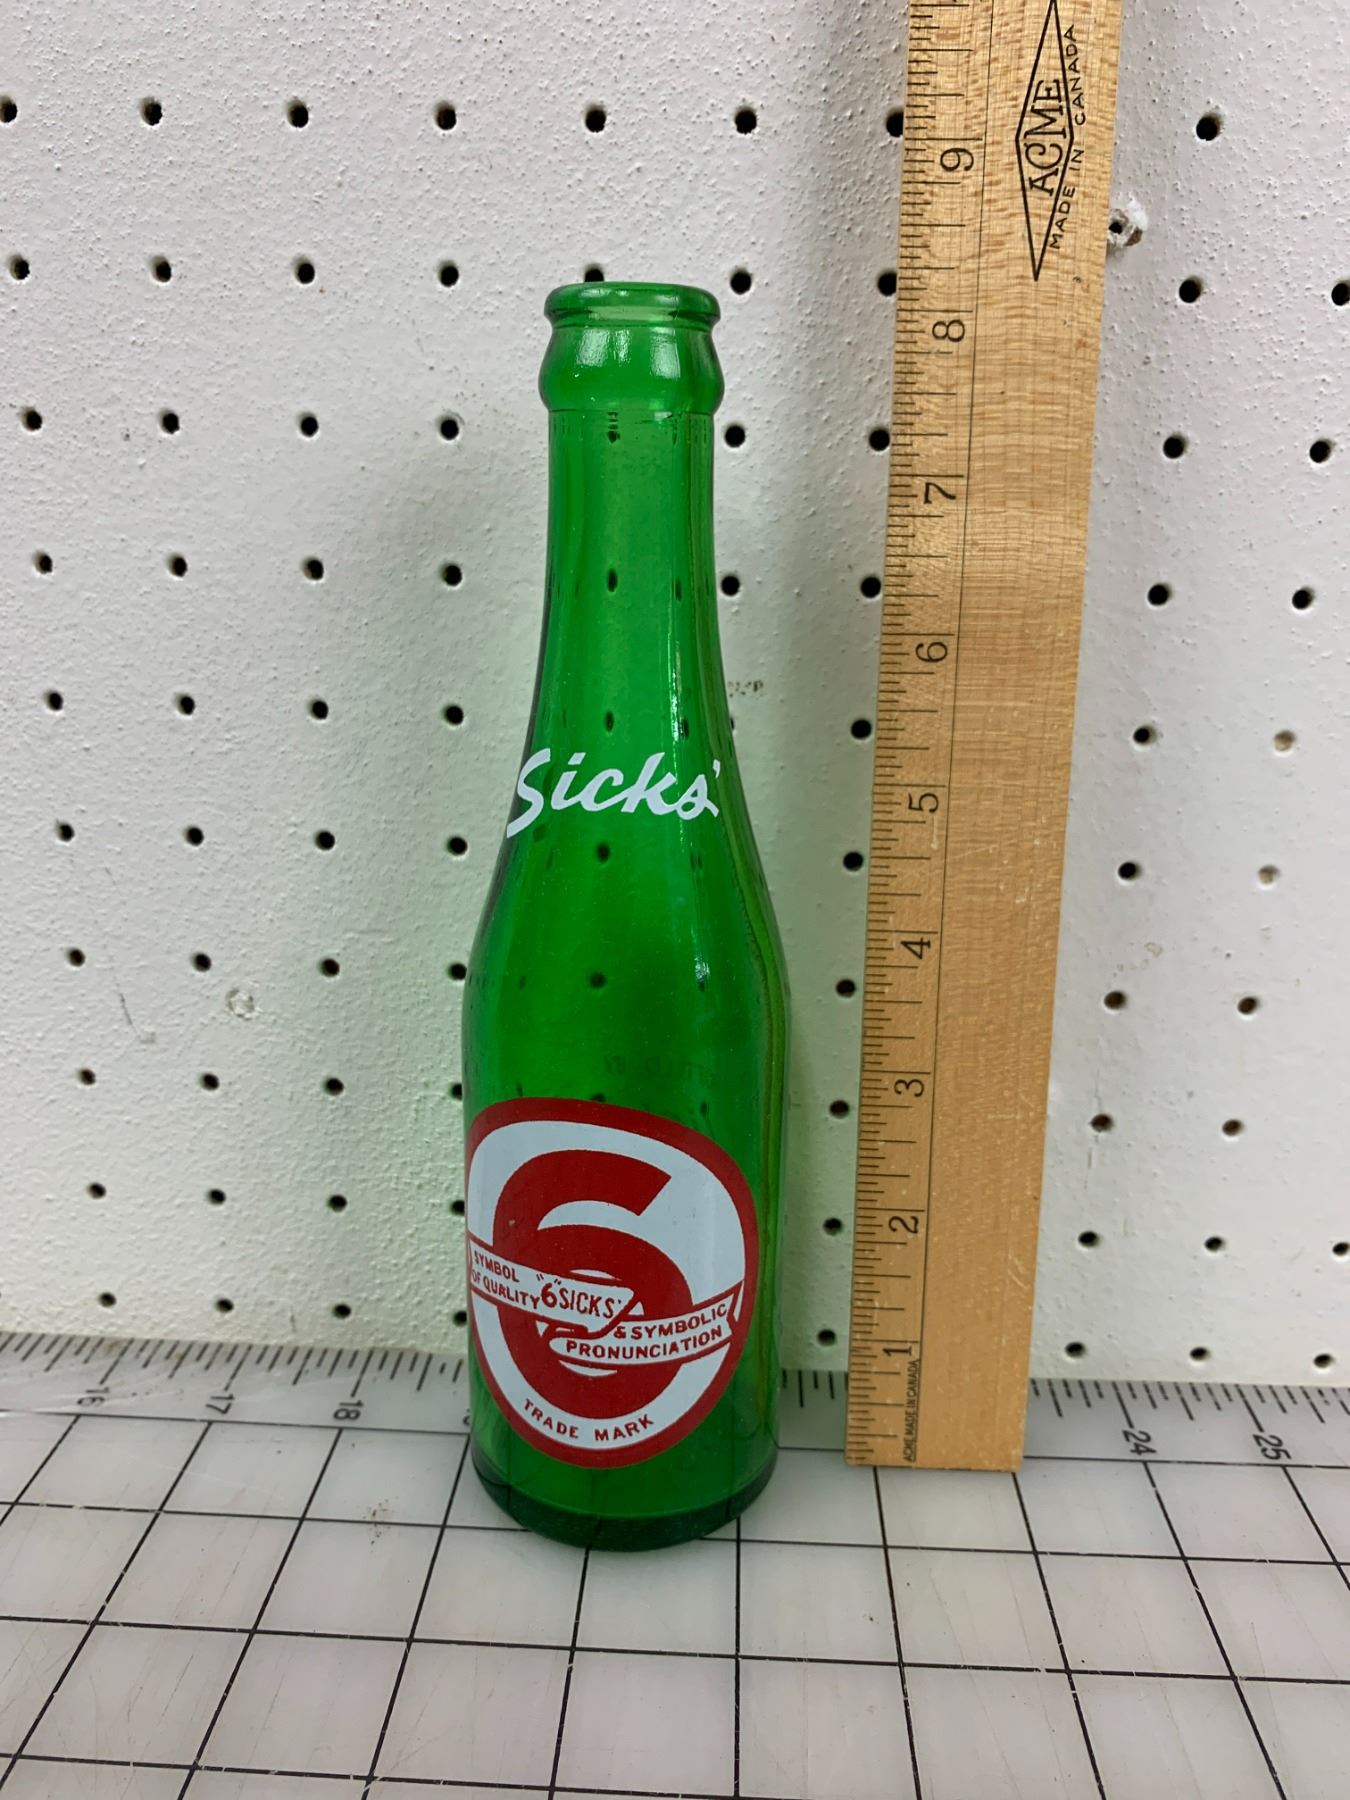 Sicks'
6
SYMBOL
OF QUALITY
"6" SICKS'
& SYMBOLIC
PRONUNCIATION
TRADE MARK
ACME
MADE IN CANADA
9
8
7
6
5
4
3
2
1
ACME MADE IN CANADA
16 17 18 24 25